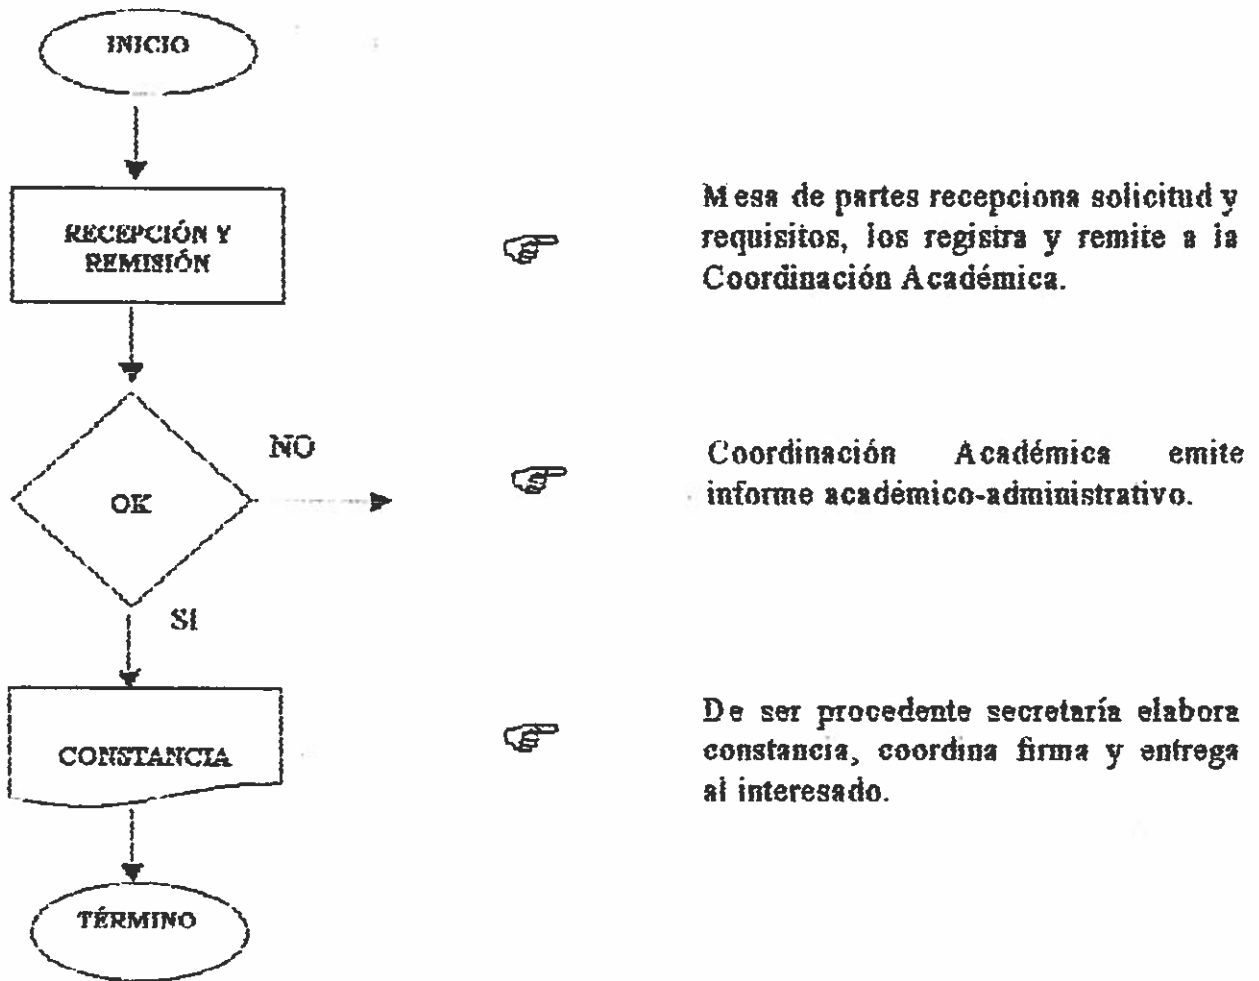 INICIO
RECEPCIÓN Y
REMISIÓN
Mesa de partes recepciona solicitud y
requisitos, los registra y remite a la
Coordinación Académica.
OK
NO
Coordinación Académica emite
informe académico-administrativo.
SI
CONSTANCIA
De ser procedente secretaría elabora
constancia, coordina firma y entrega
al interesado.
TÉRMINO